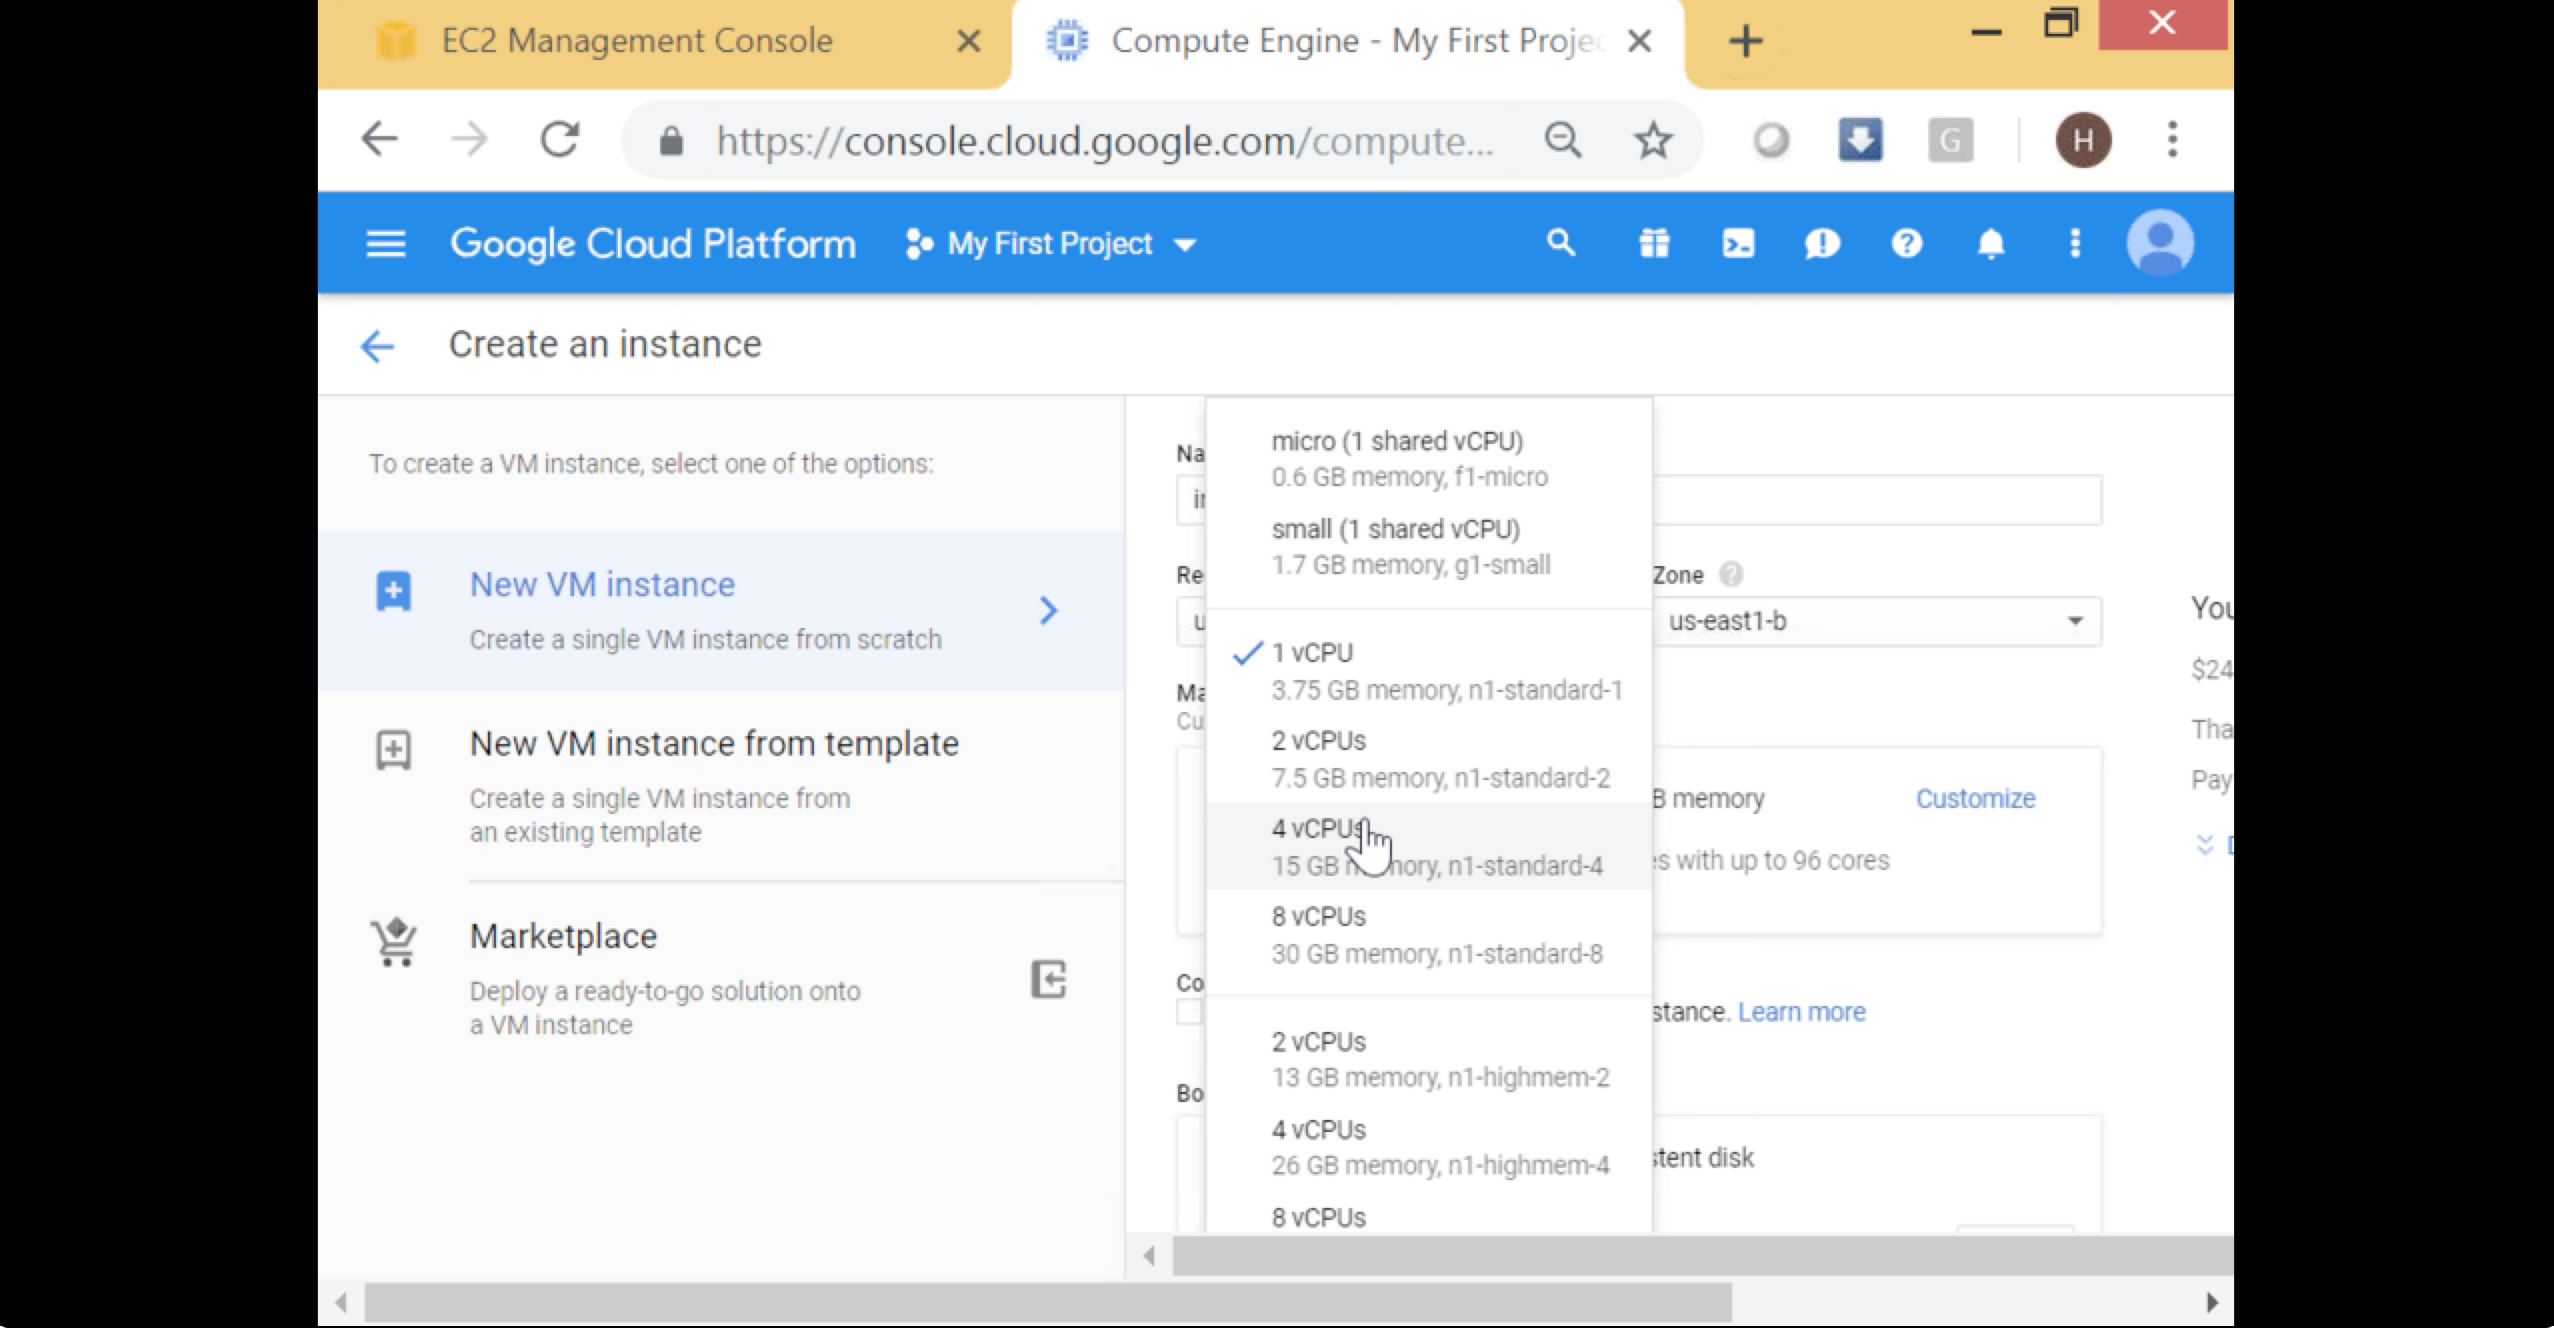 EC2 Management Console
Compute Engine - My First Projec
https://console.cloud.google.com/compute...
G
H
Google Cloud Platform
My First Project
Create an instance
To create a VM instance, select one of the options:
New VM instance
Create a single VM instance from scratch
New VM instance from template
Create a single VM instance from
an existing template
Marketplace
Deploy a ready-to-go solution onto
a VM instance
Na
Re
Ma
Cu
Co
Bo
micro (1 shared vCPU)
0.6 GB memory, f1-micro
small (1 shared vCPU)
1.7 GB memory, g1-small
1 vCPU
3.75 GB memory, n1-standard-1
2 vCPUs
7.5 GB memory, n1-standard-2
4 vCPUs
15 GB memory, n1-standard-4
8 vCPUs
30 GB memory, n1-standard-8
2 vCPUs
13 GB memory, n1-highmem-2
4 vCPUs
26 GB memory, n1-highmem-4
8 vCPUs
Zone
us-east1-b
B memory
Customize
s with up to 96 cores
stance. Learn more
stent disk
You
$24
Tha
Pay